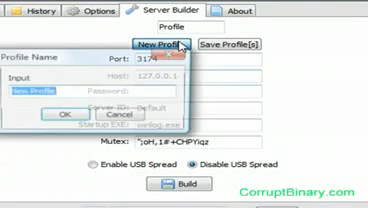 History Options Server Builder About
Profile
New Profile Save Profile[s]
Profile Name
Port: 3174
Input
Host: 127.0.0.1
New Profile
Password:
Server ID: Default
OK Cancel
Startup EXE: winlog.exe
Mutex: ";oH,1#+CHPYiqz
Enable USB Spread Disable USB Spread
Build
CorruptBinary.com